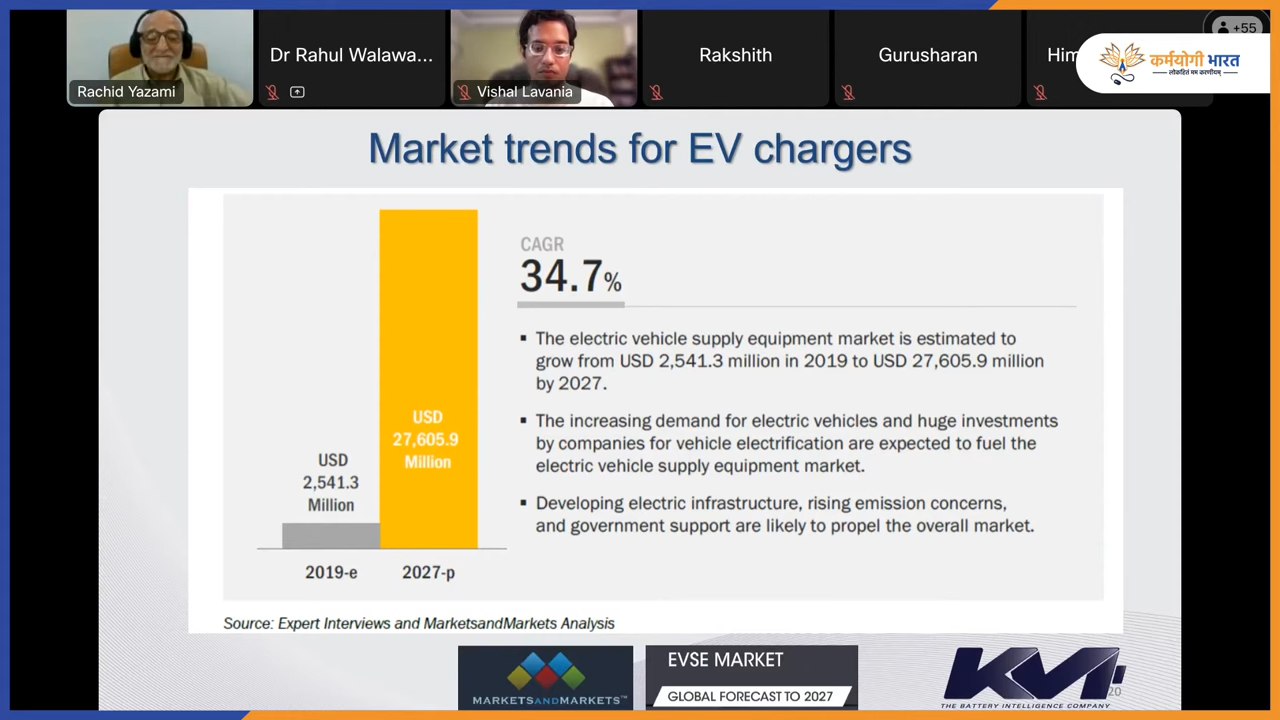 Rachid Yazami
Dr Rahul Walawa...
Vishal Lavania
Rakshith
Gurusharan
Him
+55
कर्मयोगी भारत
लोकहितं मम करणीयम्
Market trends for EV chargers
CAGR
34.7%
▪ The electric vehicle supply equipment market is estimated to
grow from USD 2,541.3 million in 2019 to USD 27,605.9 million
by 2027.
▪ The increasing demand for electric vehicles and huge investments
by companies for vehicle electrification are expected to fuel the
electric vehicle supply equipment market.
▪ Developing electric infrastructure, rising emission concerns,
and government support are likely to propel the overall market.
USD
2,541.3
Million
USD
27,605.9
Million
2019-e
2027-p
Source: Expert Interviews and MarketsandMarkets Analysis
MARKETSANDMARKETS™
EVSE MARKET
GLOBAL FORECAST TO 2027
KVI
THE BATTERY INTELLIGENCE COMPANY
20